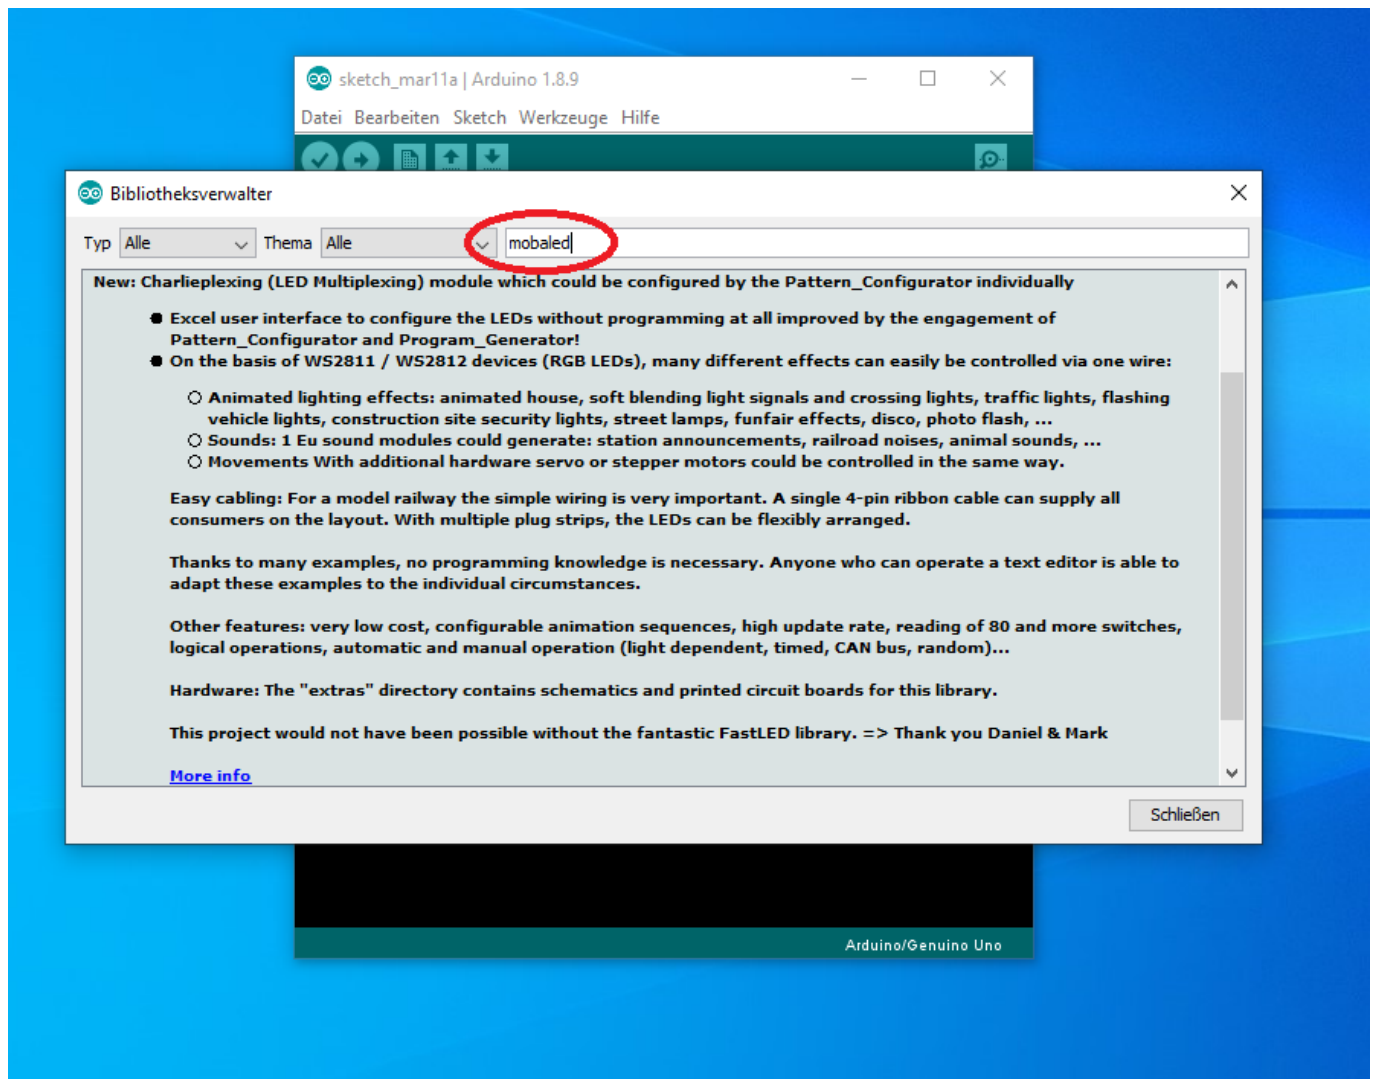 sketch_mar11a | Arduino 1.8.9
Datei Bearbeiten Sketch Werkzeuge Hilfe
Bibliotheksverwalter
Typ Alle Thema Alle mobaled
New: Charlieplexing (LED Multiplexing) module which could be configured by the Pattern_Configurator individually
Excel user interface to configure the LEDs without programming at all improved by the engagement of
Pattern_Configurator and Program_Generator!
On the basis of WS2811 / WS2812 devices (RGB LEDs), many different effects can easily be controlled via one wire:
Animated lighting effects: animated house, soft blending light signals and crossing lights, traffic lights, flashing
vehicle lights, construction site security lights, street lamps, funfair effects, disco, photo flash, ...
Sounds: 1 Eu sound modules could generate: station announcements, railroad noises, animal sounds, ...
Movements With additional hardware servo or stepper motors could be controlled in the same way.
Easy cabling: For a model railway the simple wiring is very important. A single 4-pin ribbon cable can supply all
consumers on the layout. With multiple plug strips, the LEDs can be flexibly arranged.
Thanks to many examples, no programming knowledge is necessary. Anyone who can operate a text editor is able to
adapt these examples to the individual circumstances.
Other features: very low cost, configurable animation sequences, high update rate, reading of 80 and more switches,
logical operations, automatic and manual operation (light dependent, timed, CAN bus, random)...
Hardware: The "extras" directory contains schematics and printed circuit boards for this library.
This project would not have been possible without the fantastic FastLED library. => Thank you Daniel & Mark
More info
Schließen
Arduino/Genuino Uno